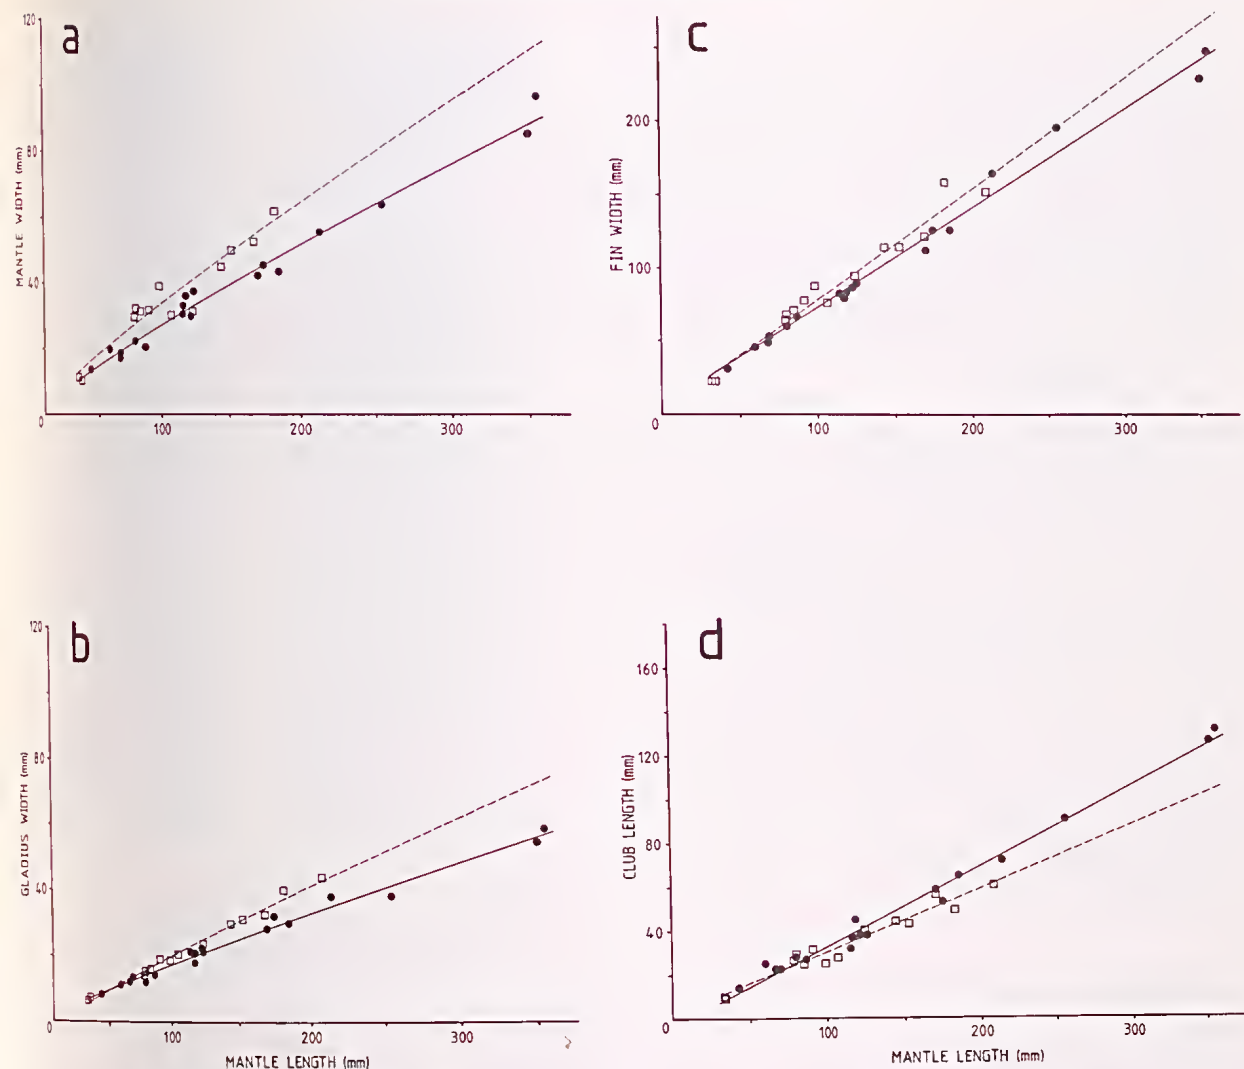 a
120
80
40
0
100
200
300
MANTLE WIDTH (mm)
c
200
100
0
100
200
300
FIN WIDTH (mm)
b
120
80
40
0
100
200
300
GLADIUS WIDTH (mm)
MANTLE LENGTH (mm)
d
160
120
80
40
0
100
200
300
CLUB LENGTH (mm)
MANTLE LENGTH (mm)